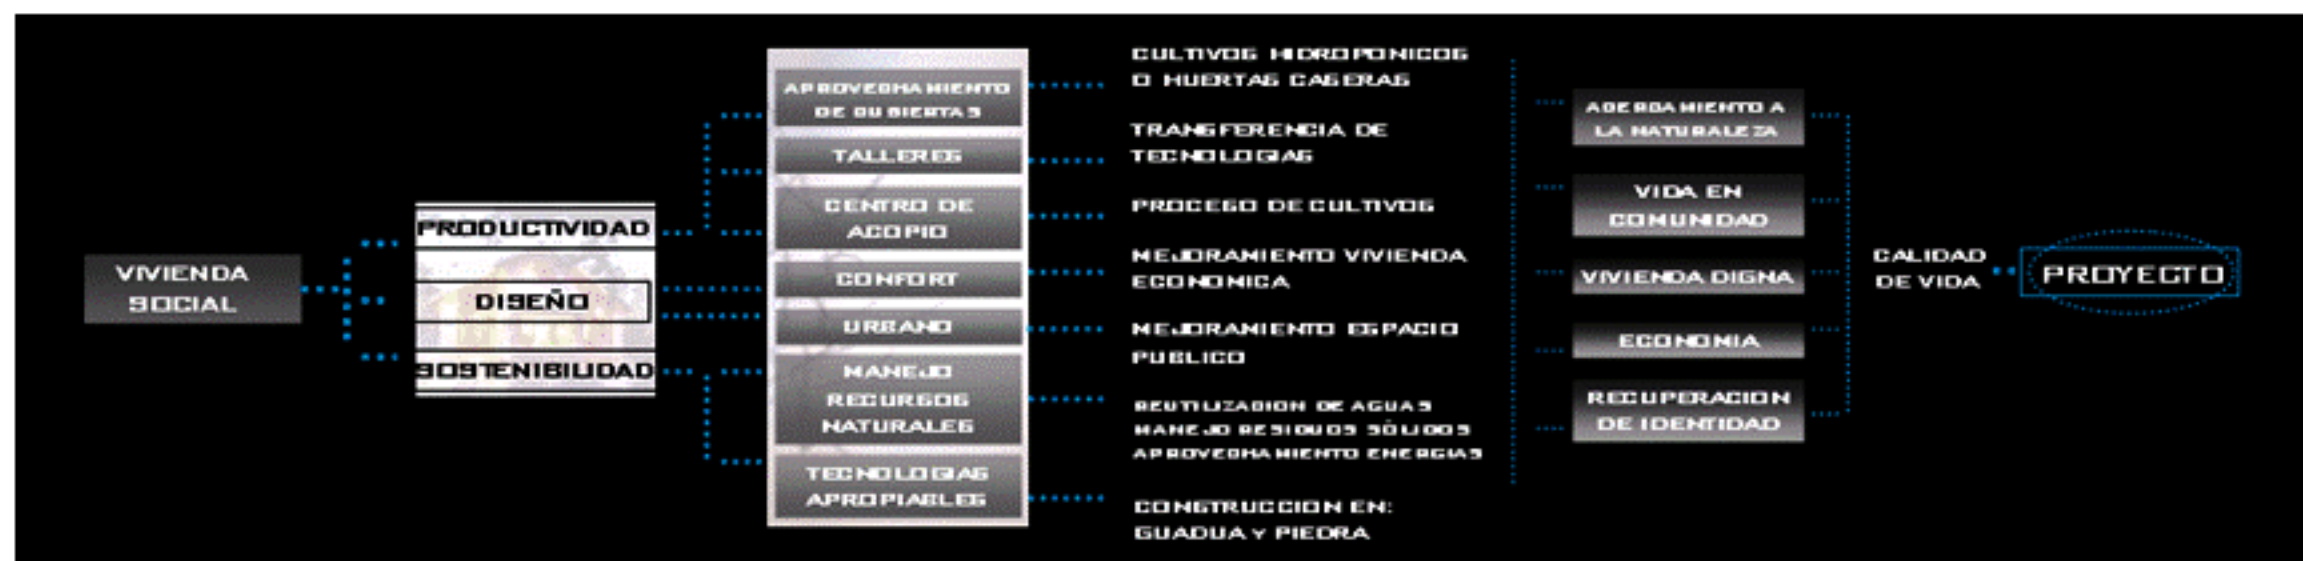 VIVIENDA
SOCIAL
PRODUCTIVIDAD
DISEÑO
SOSTENIBILIDAD
APROVECHAMIENTO
DE CUBIERTAS
TALLERES
CENTRO DE
ACOPIO
CONFORT
URBANO
MANEJO
RECURSOS
NATURALES
TECNOLOGIAS
APROPIABLES
CULTIVOS HIDROPONICOS
O HUERTAS CASERAS
TRANSFERENCIA DE
TECNOLOGIAS
PROCESO DE CULTIVOS
MEJORAMIENTO VIVIENDA
ECONOMICA
MEJORAMIENTO ESPACIO
PUBLICO
REUTILIZACION DE AGUAS
MANEJO RESIDUOS SÓLIDOS
APROVECHAMIENTO ENERGIAS
CONSTRUCCION EN:
GUADUA Y PIEDRA
ACERCAMIENTO A
LA NATURALEZA
VIDA EN
COMUNIDAD
VIVIENDA DIGNA
ECONOMIA
RECUPERACION
DE IDENTIDAD
CALIDAD
DE VIDA
PROYECTO